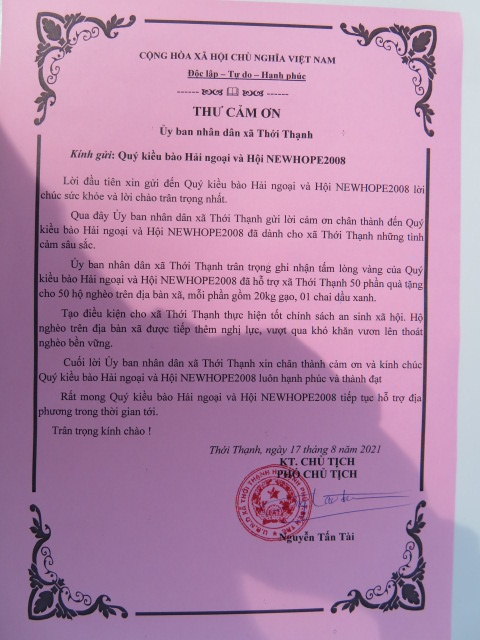 CỘNG HÒA XÃ HỘI CHỦ NGHĨA VIỆT NAM
Độc lập – Tự do – Hạnh phúc
THƯ CẢM ƠN
Ủy ban nhân dân xã Thới Thạnh
Kính gửi: Quý kiều bào Hải ngoại và Hội NEWHOPE2008
Lời đầu tiên xin gửi đến Quý kiều bào Hải ngoại và Hội NEWHOPE2008 lời
chúc sức khỏe và lời chào trân trọng nhất.
Qua đây Ủy ban nhân dân xã Thới Thạnh gửi lời cảm ơn chân thành đến Quý
kiều bào Hải ngoại và Hội NEWHOPE2008 đã dành cho xã Thới Thạnh những tình
cảm sâu sắc.
Ủy ban nhân dân xã Thới Thạnh trân trọng ghi nhận tấm lòng vàng của Quý
kiều bào Hải ngoại và Hội NEWHOPE2008 đã hỗ trợ xã Thới Thạnh 50 phần quà tặng
cho 50 hộ nghèo trên địa bàn xã, mỗi phần gồm 20kg gạo, 01 chai dầu xanh.
Tạo điều kiện cho xã Thới Thạnh thực hiện tốt chính sách an sinh xã hội. Hộ
nghèo trên địa bàn xã được tiếp thêm nghị lực, vượt qua khó khăn vươn lên thoát
nghèo bền vững.
Cuối lời Ủy ban nhân dân xã Thới Thạnh xin chân thành cảm ơn và kính chúc
Quý kiều bào Hải ngoại và Hội NEWHOPE2008 luôn hạnh phúc và thành đạt
Rất mong Quý kiều bào Hải ngoại và Hội NEWHOPE2008 tiếp tục hỗ trợ địa
phương trong thời gian tới.
Trân trọng kính chào !
Thới Thạnh, ngày 17 tháng 8 năm 2021
KT. CHỦ TỊCH
PHÓ CHỦ TỊCH
U.B.N.D XÃ THỚI THẠNH
Nguyễn Tấn Tài